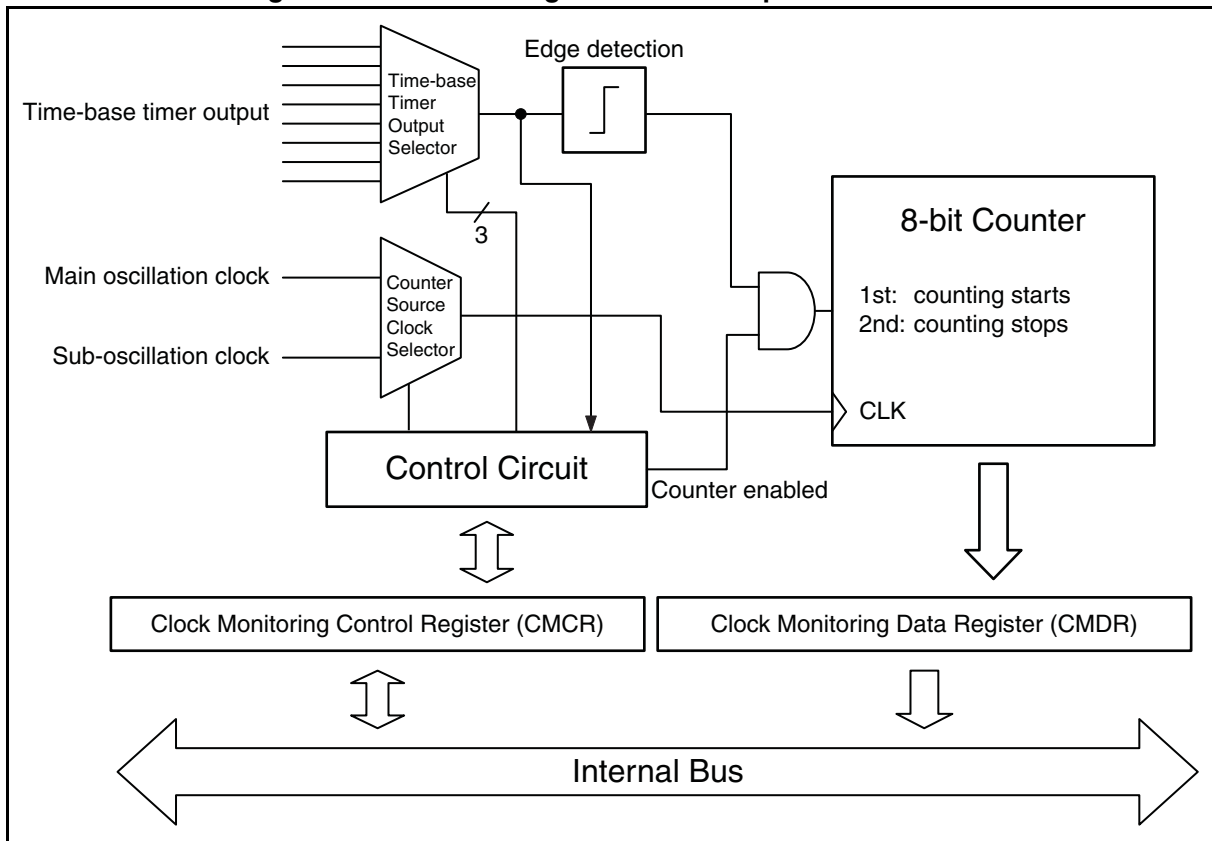 Edge detection
Time-base timer output
Time-base
Timer
Output
Selector
3
8-bit Counter
1st: counting starts
2nd: counting stops
CLK
Main oscillation clock
Sub-oscillation clock
Counter
Source
Clock
Selector
Control Circuit
Counter enabled
Clock Monitoring Control Register (CMCR)
Clock Monitoring Data Register (CMDR)
Internal Bus